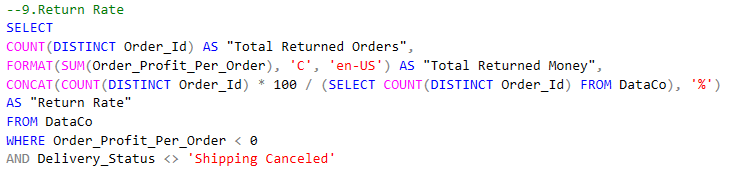 --9.Return Rate
SELECT
COUNT(DISTINCT Order_Id) AS "Total Returned Orders",
FORMAT(SUM(Order_Profit_Per_Order), 'C', 'en-US') AS "Total Returned Money",
CONCAT(COUNT(DISTINCT Order_Id) * 100 / (SELECT COUNT(DISTINCT Order_Id) FROM DataCo), '%')
AS "Return Rate"
FROM DataCo
WHERE Order_Profit_Per_Order < 0
AND Delivery_Status <> 'Shipping Canceled'